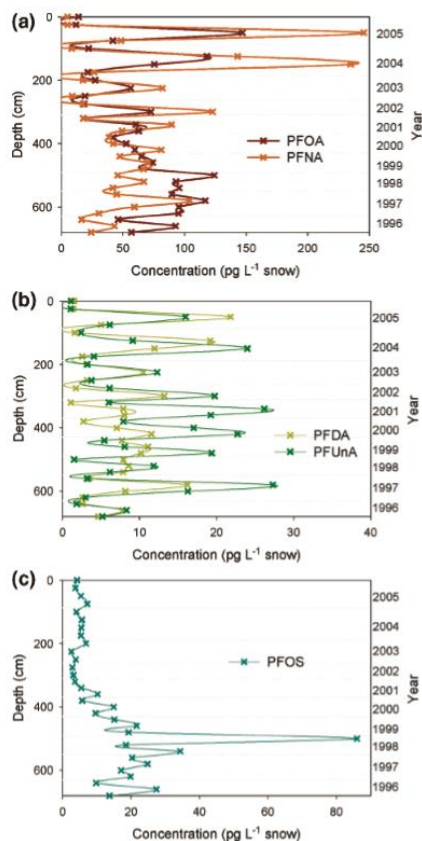 (a)
0 50 100 150 200 250
0
200
400
600
Depth (cm)
2005
2004
2003
2002
2001
2000
1999
1998
1997
1996
Year
PFOA
PFNA
Concentration (pg L⁻¹ snow)
(b)
0
200
400
600
Depth (cm)
2005
2004
2003
2002
2001
2000
1999
1998
1997
1996
Year
PFDA
PFUnA
0 10 20 30 40
Concentration (pg L⁻¹ snow)
(c)
0
200
400
600
Depth (cm)
2005
2004
2003
2002
2001
2000
1999
1998
1997
1996
Year
PFOS
0 20 40 60 80
Concentration (pg L⁻¹ snow)